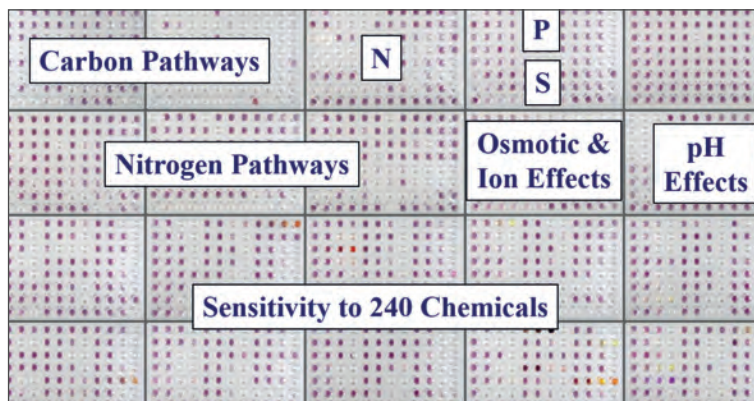 Carbon Pathways
N
P
S
Nitrogen Pathways
Osmotic &
Ion Effects
pH
Effects
Sensitivity to 240 Chemicals